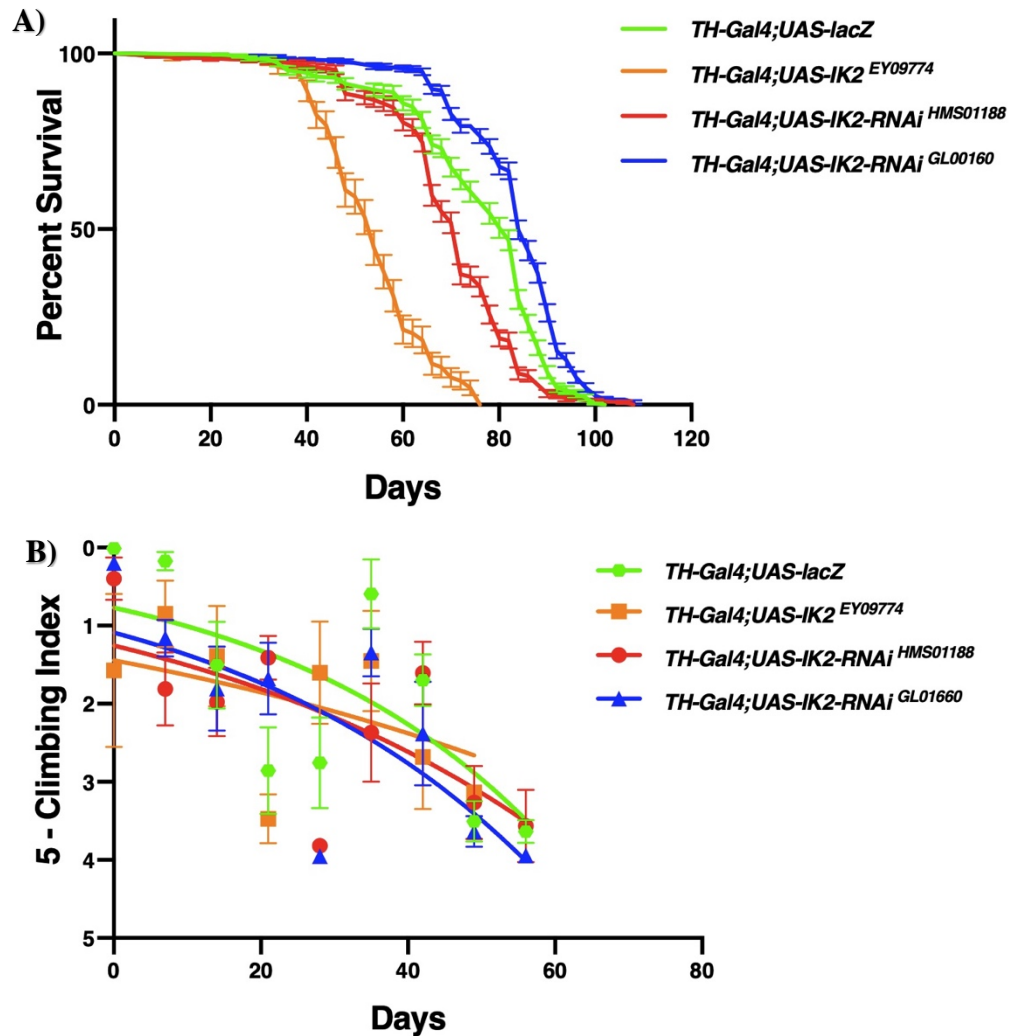 A)
TH-Gal4;UAS-lacZ
TH-Gal4;UAS-IK2 EY09774
TH-Gal4;UAS-IK2-RNAi HMS01188
TH-Gal4;UAS-IK2-RNAi GL00160
Percent Survival
100
50
0
0 20 40 60 80 100 120
Days
B)
TH-Gal4;UAS-lacZ
TH-Gal4;UAS-IK2 EY09774
TH-Gal4;UAS-IK2-RNAi HMS01188
TH-Gal4;UAS-IK2-RNAi GL01660
5 - Climbing Index
0
1
2
3
4
5
0 20 40 60 80
Days